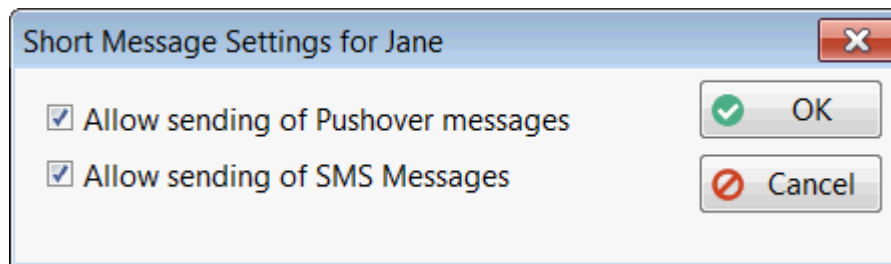 Short Message Settings for Jane
Allow sending of Pushover messages
OK
Allow sending of SMS Messages
Cancel